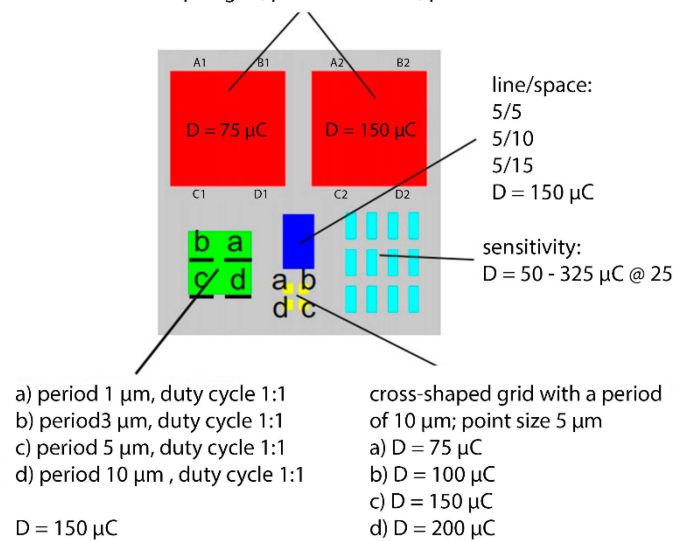 A1 B1 A2 B2
D = 75 µC D = 150 µC
C1 D1 C2 D2
line/space:
5/5
5/10
5/15
D = 150 µC
b a
c d
a b
d c
sensitivity:
D = 50 - 325 µC @ 25
a) period 1 µm, duty cycle 1:1
b) period3 µm, duty cycle 1:1
c) period 5 µm, duty cycle 1:1
d) period 10 µm , duty cycle 1:1
D = 150 µC
cross-shaped grid with a period
of 10 µm; point size 5 µm
a) D = 75 µC
b) D = 100 µC
c) D = 150 µC
d) D = 200 µC